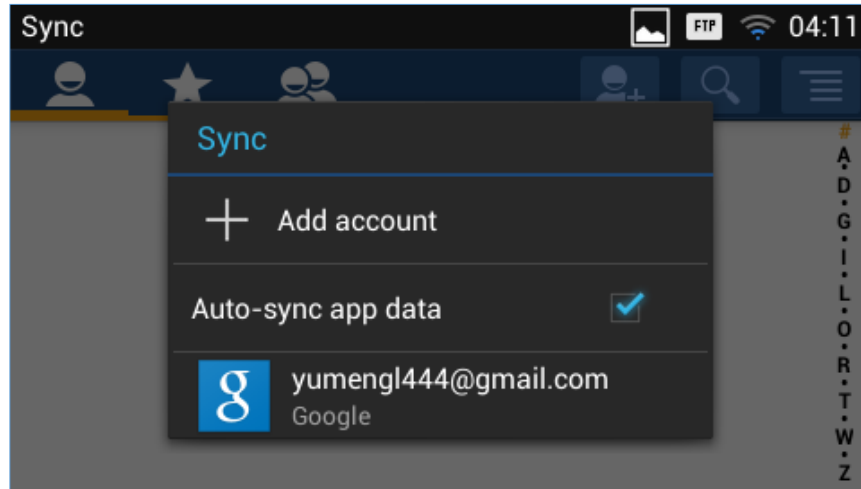 Sync
FTP
04:11
Sync
Add account
Auto-sync app data
g
yumengl444@gmail.com
Google
#
A
D
G
I
L
O
R
T
W
Z